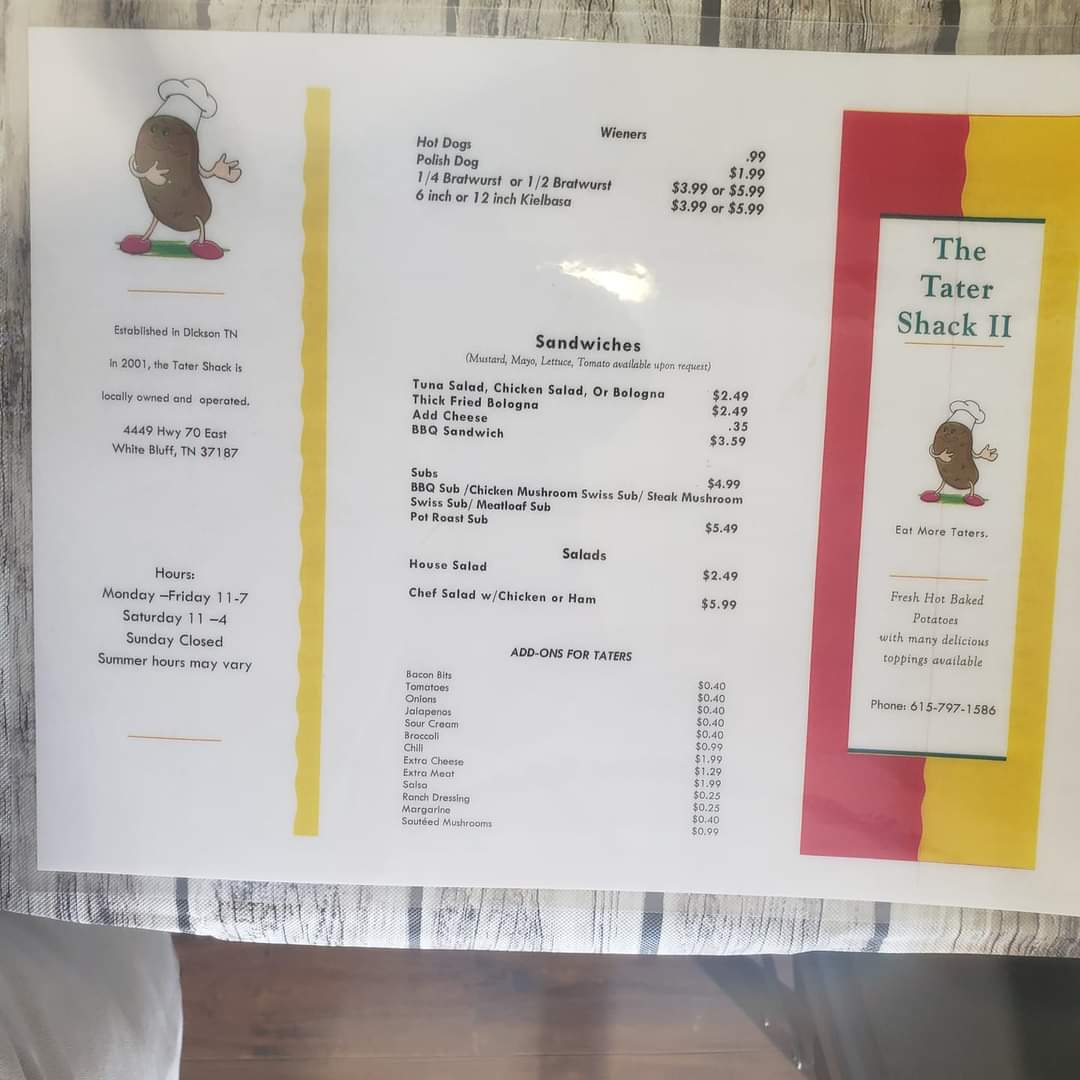 Established in Dickson TN
in 2001, the Tater Shack is
locally owned and operated.
4449 Hwy 70 East
White Bluff, TN 37187
Hours:
Monday –Friday 11-7
Saturday 11 –4
Sunday Closed
Summer hours may vary
Wieners
Hot Dogs .99
Polish Dog $1.99
1/4 Bratwurst or 1/2 Bratwurst $3.99 or $5.99
6 inch or 12 inch Kielbasa $3.99 or $5.99
Sandwiches
(Mustard, Mayo, Lettuce, Tomato available upon request)
Tuna Salad, Chicken Salad, Or Bologna $2.49
Thick Fried Bologna $2.49
Add Cheese .35
BBQ Sandwich $3.59
Subs $4.99
BBQ Sub /Chicken Mushroom Swiss Sub/ Steak Mushroom
Swiss Sub/ Meatloaf Sub
Pot Roast Sub $5.49
Salads
House Salad $2.49
Chef Salad w/Chicken or Ham $5.99
ADD-ONS FOR TATERS
Bacon Bits $0.40
Tomatoes $0.40
Onions $0.40
Jalapenos $0.40
Sour Cream $0.40
Broccoli $0.99
Chili $1.99
Extra Cheese $1.29
Extra Meat $1.99
Salsa $0.25
Ranch Dressing $0.25
Margarine $0.40
Sautéed Mushrooms $0.99
The
Tater
Shack II
Eat More Taters.
Fresh Hot Baked
Potatoes
with many delicious
toppings available
Phone: 615-797-1586